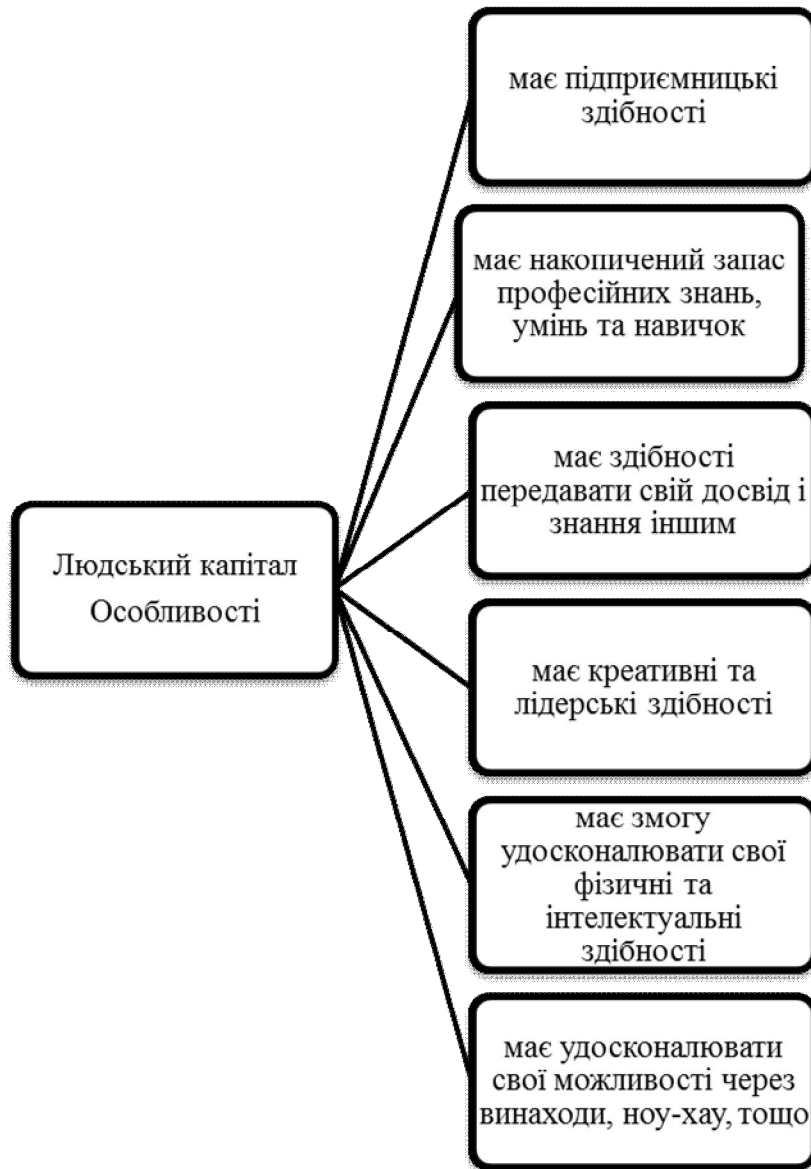 має підприємницькі
здібності
має накопичений запас
професійних знань,
умінь та навичок
має здібності
передавати свій досвід і
знання іншим
Людський капітал
Особливості
має креативні та
лідерські здібності
має змогу
удосконалювати свої
фізичні та
інтелектуальні
здібності
має удосконалювати
свої можливості через
винаходи, ноу-хау, тощо